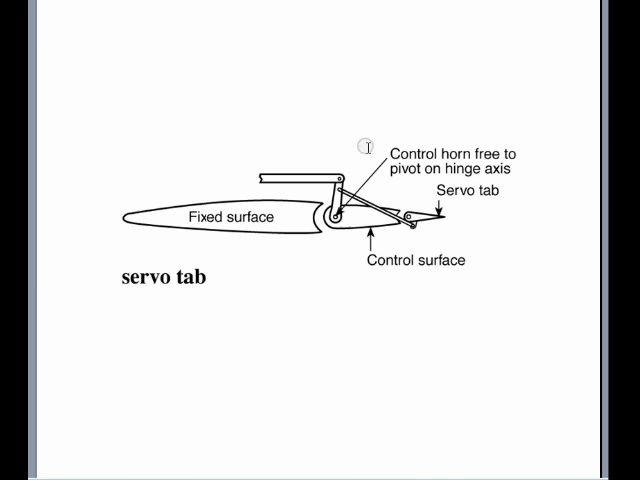 Control horn free to
pivot on hinge axis
Servo tab
Fixed surface
Control surface
servo tab